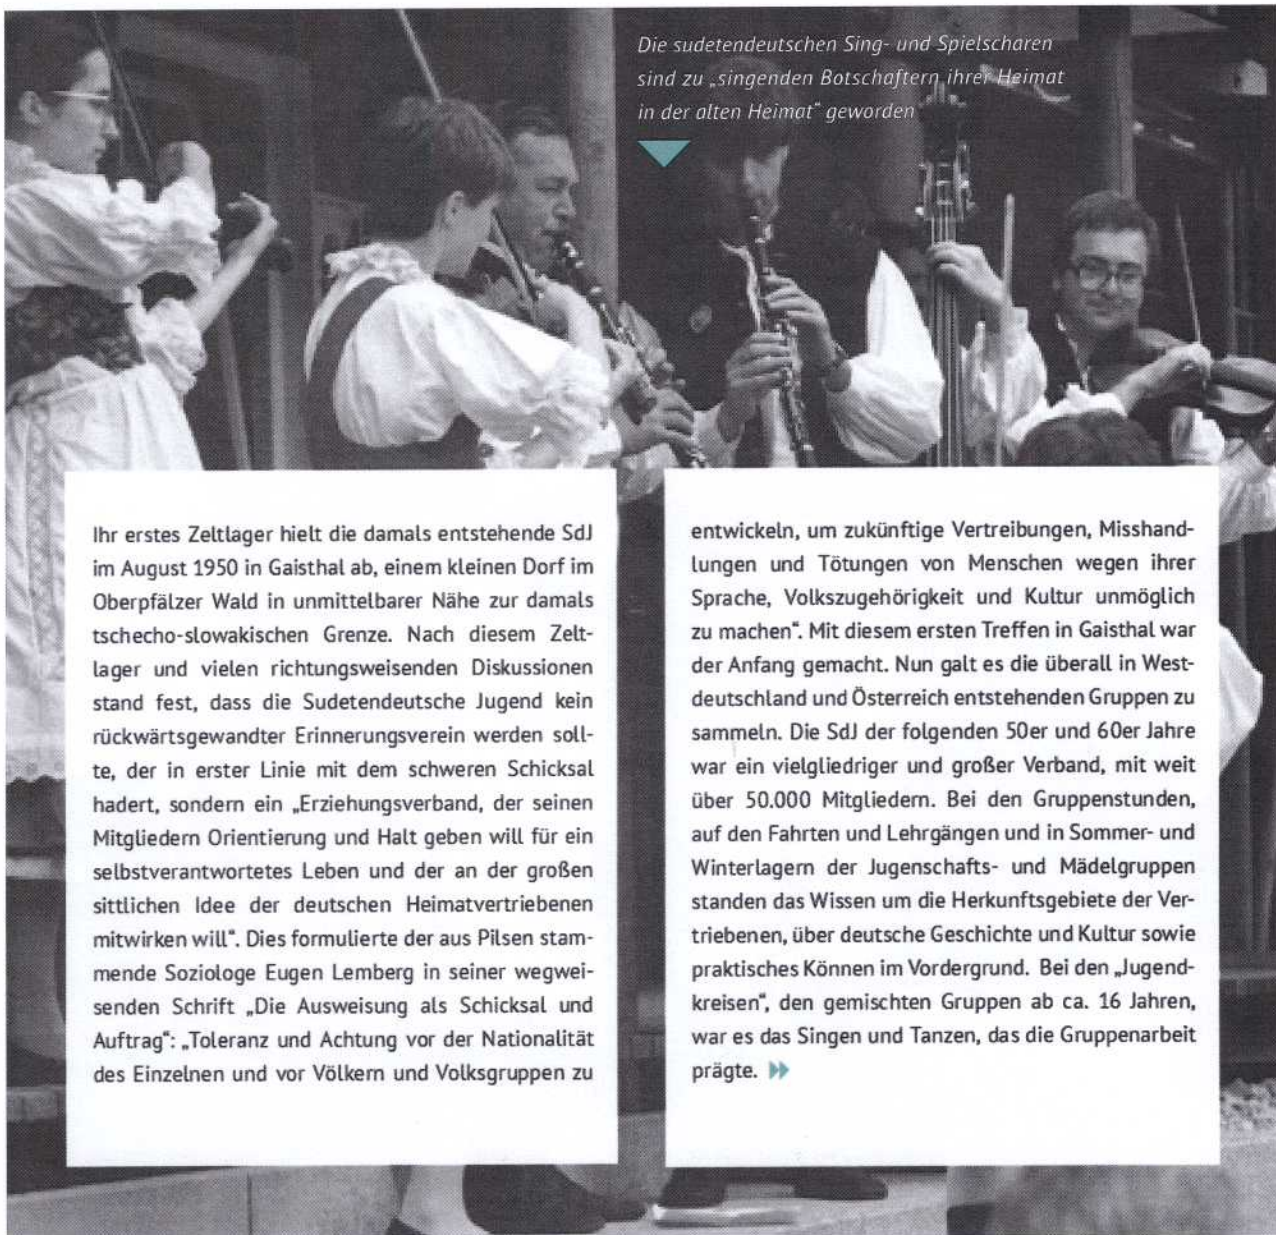 Die sudetendeutschen Sing- und Spielscharen
sind zu „singenden Botschaftern ihrer Heimat
in der alten Heimat“ geworden
Ihr erstes Zeltlager hielt die damals entstehende SdJ
im August 1950 in Gaisthal ab, einem kleinen Dorf im
Oberpfälzer Wald in unmittelbarer Nähe zur damals
tschecho-slowakischen Grenze. Nach diesem Zelt-
lager und vielen richtungsweisenden Diskussionen
stand fest, dass die Sudetendeutsche Jugend kein
rückwärtsgewandter Erinnerungsverein werden soll-
te, der in erster Linie mit dem schweren Schicksal
hadert, sondern ein „Erziehungsverband, der seinen
Mitgliedern Orientierung und Halt geben will für ein
selbstverantwortetes Leben und der an der großen
sittlichen Idee der deutschen Heimatvertriebenen
mitwirken will“. Dies formulierte der aus Pilsen stam-
mende Soziologe Eugen Lemberg in seiner wegwei-
senden Schrift „Die Ausweisung als Schicksal und
Auftrag“: „Toleranz und Achtung vor der Nationalität
des Einzelnen und vor Völkern und Volksgruppen zu
entwickeln, um zukünftige Vertreibungen, Misshand-
lungen und Tötungen von Menschen wegen ihrer
Sprache, Volkszugehörigkeit und Kultur unmöglich
zu machen“. Mit diesem ersten Treffen in Gaisthal war
der Anfang gemacht. Nun galt es die überall in West-
deutschland und Österreich entstehenden Gruppen zu
sammeln. Die SdJ der folgenden 50er und 60er Jahre
war ein vielgliedriger und großer Verband, mit weit
über 50.000 Mitgliedern. Bei den Gruppenstunden,
auf den Fahrten und Lehrgängen und in Sommer- und
Winterlagern der Jugenschafts- und Mädelgruppen
standen das Wissen um die Herkunftsgebiete der Ver-
triebenen, über deutsche Geschichte und Kultur sowie
praktisches Können im Vordergrund. Bei den „Jugend-
kreisen“, den gemischten Gruppen ab ca. 16 Jahren,
war es das Singen und Tanzen, das die Gruppenarbeit
prägte.